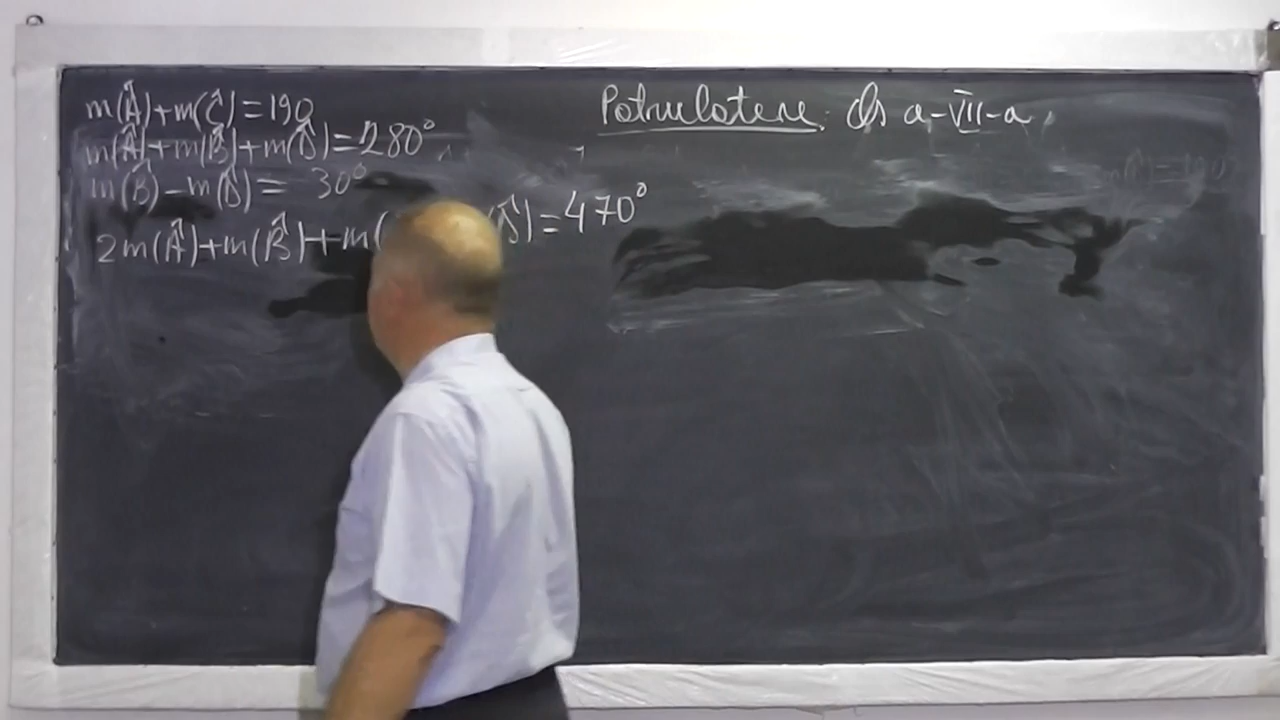 m(Â)+m(Ĉ)=190
m(Â)+m(B̂)+m(D̂)=280°
m(B̂)-m(D̂)= 30°
2m(Â)+m(B̂)+m( (D̂)=470°
Patrulatere. Cls a-VII-a.